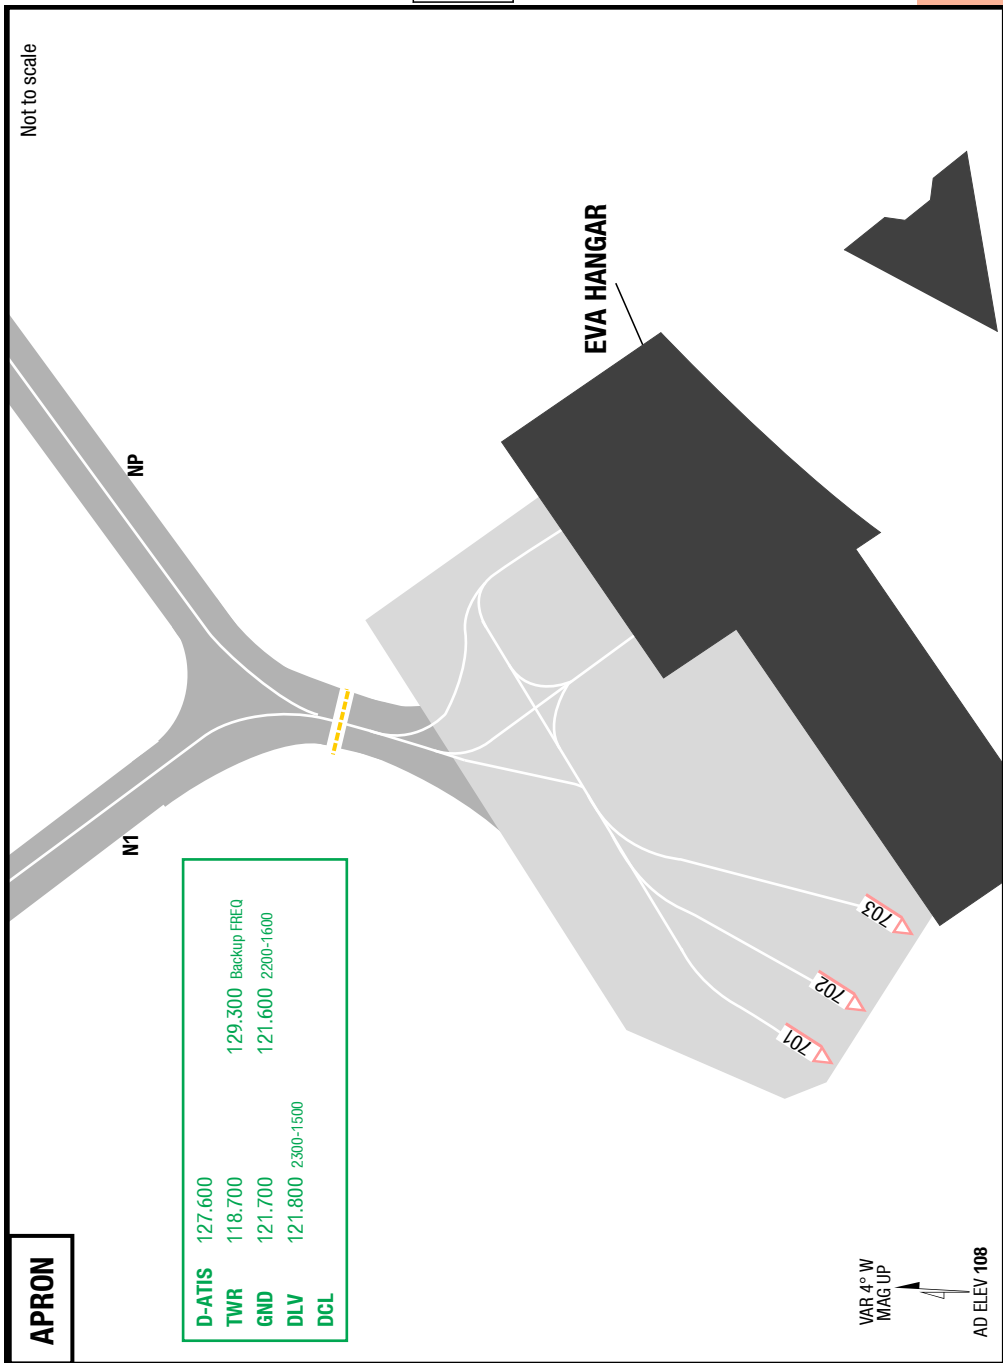 APRON
Not to scale
D-ATIS 127.600
TWR 118.700 129.300 Backup FREQ
GND 121.700 121.600 2200-1600
DLV 121.800 2300-1500
DCL
N1
NP
EVA HANGAR
701
702
703
VAR 4° W
MAG UP
AD ELEV 108